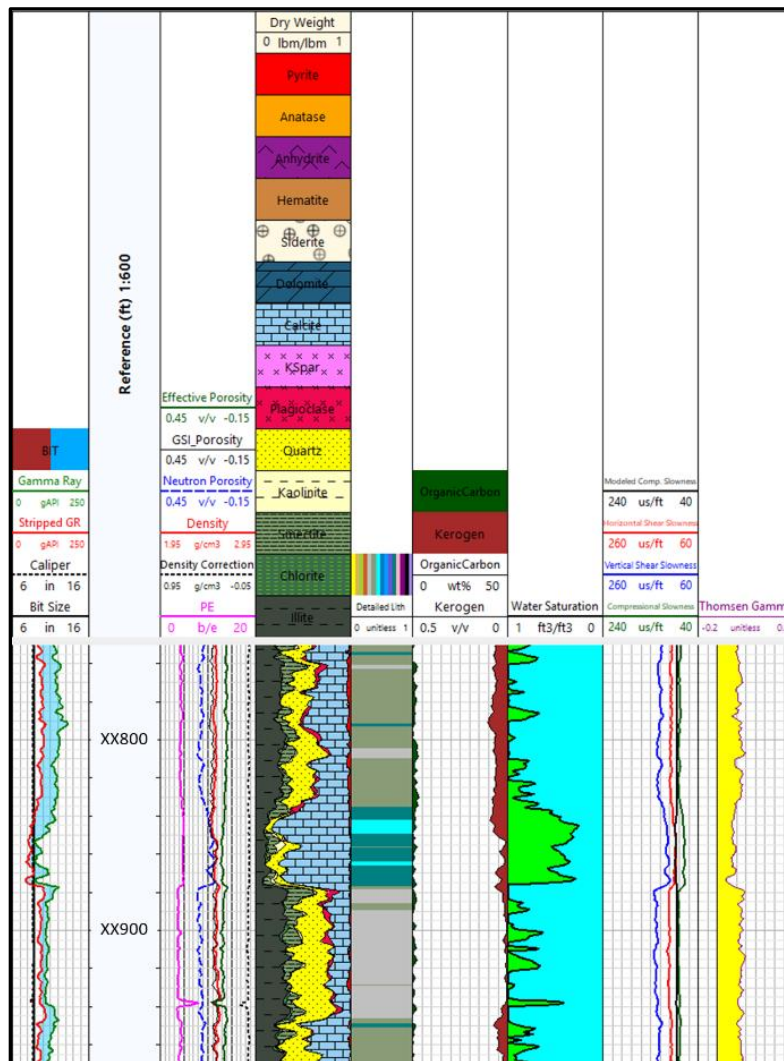 Dry Weight
0 lbm/lbm 1
Pyrite
Anatase
Anhydrite
Hematite
Siderite
Dolomite
Calcite
KSpar
Plagioclase
Quartz
Kaolinite
Smectite
Chlorite
Illite
Reference (ft) 1:600
BIT
Gamma Ray
0 gAPI 250
Stripped GR
0 gAPI 250
Caliper
6 in 16
Bit Size
6 in 16
Effective Porosity
0.45 v/v -0.15
GSI_Porosity
0.45 v/v -0.15
Neutron Porosity
0.45 v/v -0.15
Density
1.95 g/cm3 2.95
Density Correction
0.95 g/cm3 -0.05
PE
0 b/e 20
Detailed Lith
0 unitless 1
OrganicCarbon
Kerogen
OrganicCarbon
0 wt% 50
Kerogen
0.5 v/v 0
Water Saturation
1 ft3/ft3 0
Modeled Comp. Slowness
240 us/ft 40
Horizontal Shear Slowness
260 us/ft 60
Vertical Shear Slowness
260 us/ft 60
Compressional Slowness
240 us/ft 40
Thomsen Gamm
-0.2 unitless 0.
XX800
XX900